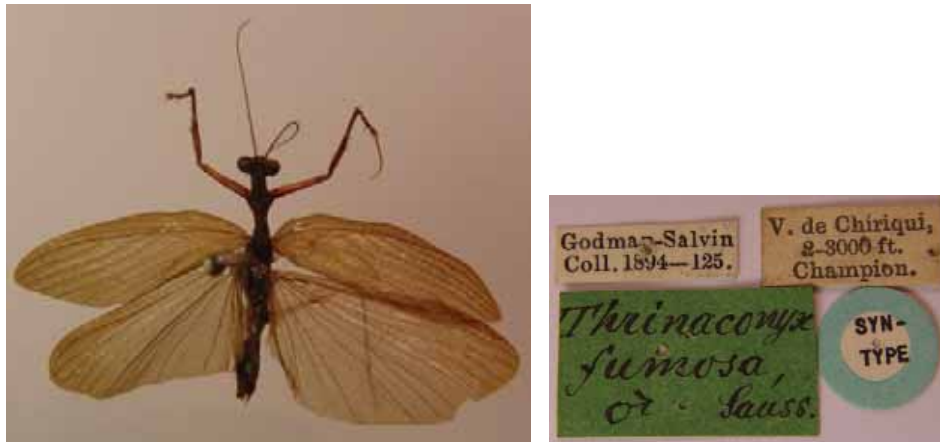 Godman-Salvin
Coll. 1894—125.
V. de Chiriqui,
2-3000 ft.
Champion.
Thrinaconyx
fumosa,
♂. Sauss.
SYN-
TYPE